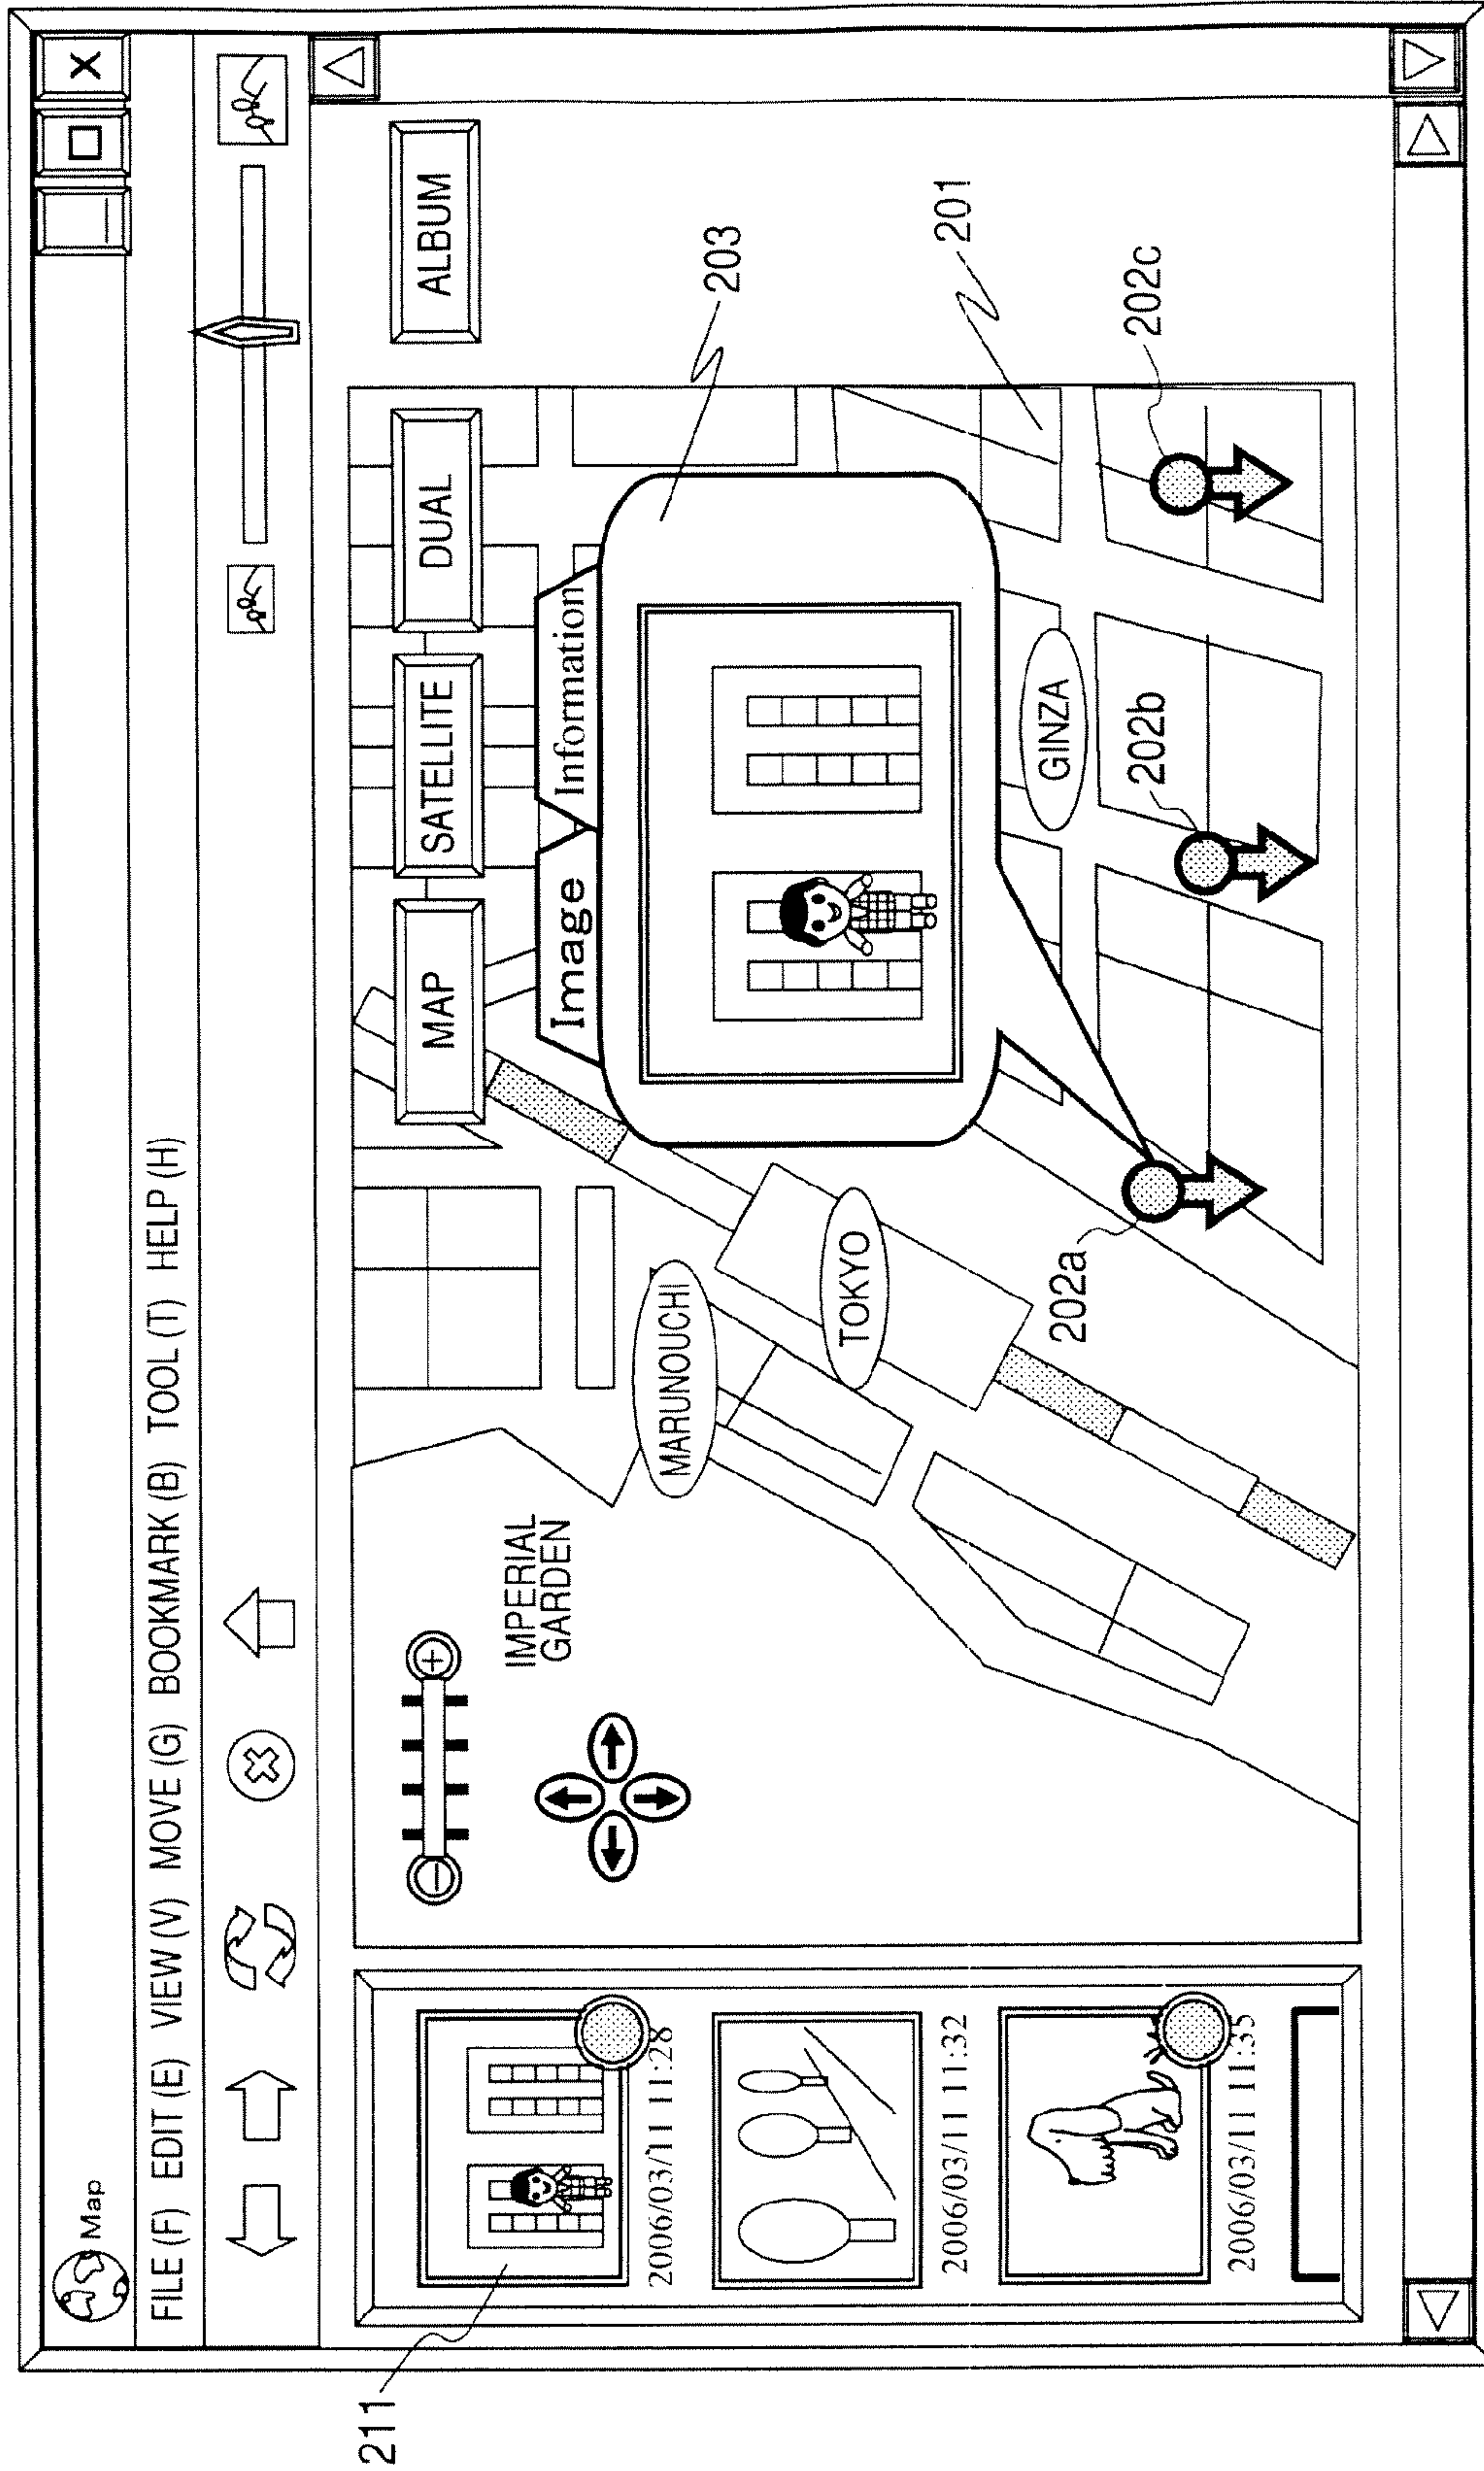 Map
FILE (F) EDIT (E) VIEW (V) MOVE (G) BOOKMARK (B) TOOL (T) HELP (H)
X
MAP
SATELLITE
DUAL
ALBUM
211
2006/03/11 11:28
2006/03/11 11:32
2006/03/11 11:35
IMPERIAL
GARDEN
MARUNOUCHI
TOKYO
GINZA
Image
Information
203
201
202a
202b
202c